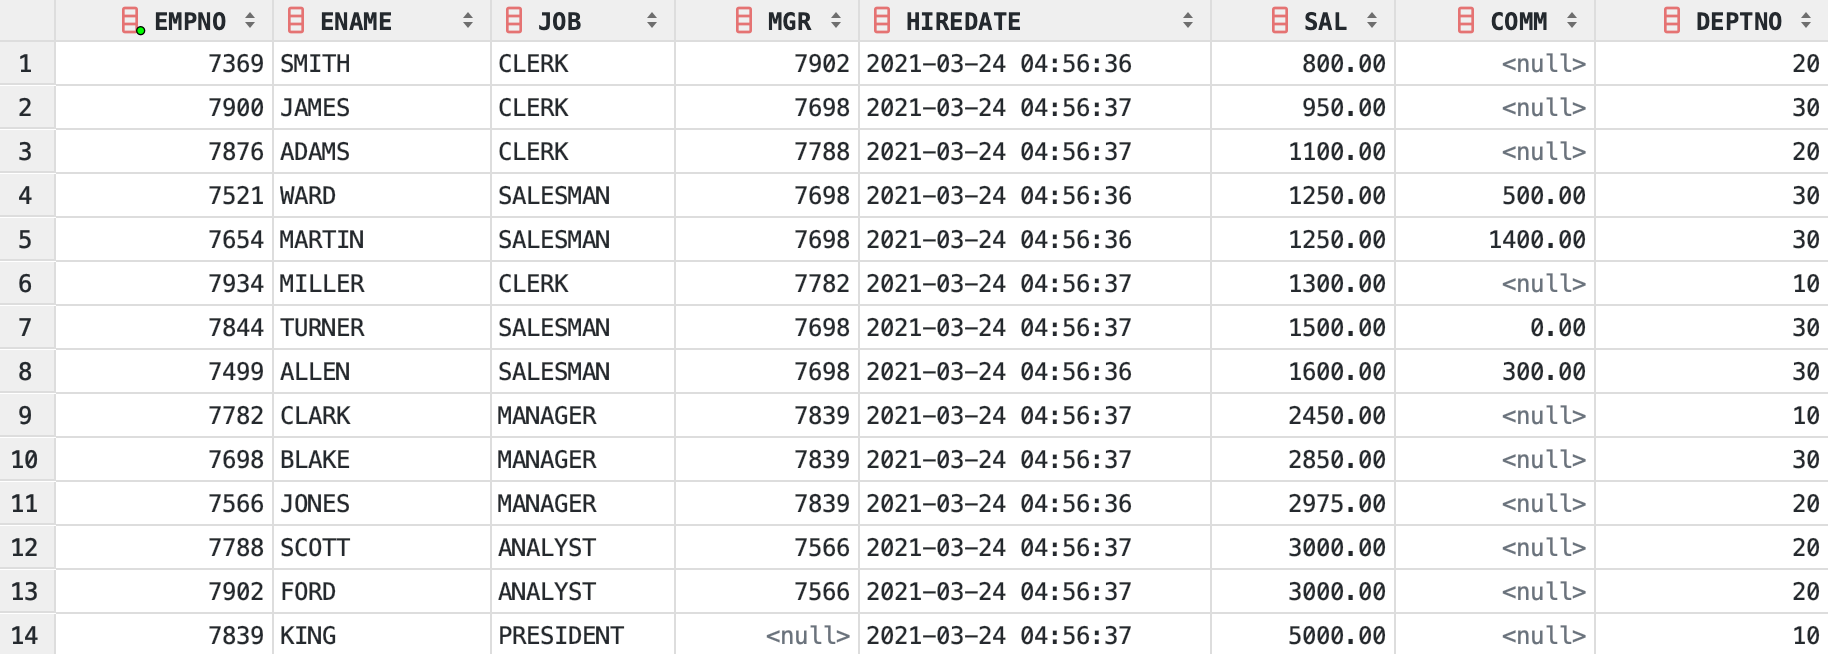 EMPNO ENAME JOB MGR HIREDATE SAL COMM DEPTNO
1 7369 SMITH CLERK 7902 2021-03-24 04:56:36 800.00 <null> 20
2 7900 JAMES CLERK 7698 2021-03-24 04:56:37 950.00 <null> 30
3 7876 ADAMS CLERK 7788 2021-03-24 04:56:37 1100.00 <null> 20
4 7521 WARD SALESMAN 7698 2021-03-24 04:56:36 1250.00 500.00 30
5 7654 MARTIN SALESMAN 7698 2021-03-24 04:56:36 1250.00 1400.00 30
6 7934 MILLER CLERK 7782 2021-03-24 04:56:37 1300.00 <null> 10
7 7844 TURNER SALESMAN 7698 2021-03-24 04:56:37 1500.00 0.00 30
8 7499 ALLEN SALESMAN 7698 2021-03-24 04:56:36 1600.00 300.00 30
9 7782 CLARK MANAGER 7839 2021-03-24 04:56:37 2450.00 <null> 10
10 7698 BLAKE MANAGER 7839 2021-03-24 04:56:37 2850.00 <null> 30
11 7566 JONES MANAGER 7839 2021-03-24 04:56:36 2975.00 <null> 20
12 7788 SCOTT ANALYST 7566 2021-03-24 04:56:37 3000.00 <null> 20
13 7902 FORD ANALYST 7566 2021-03-24 04:56:37 3000.00 <null> 20
14 7839 KING PRESIDENT <null> 2021-03-24 04:56:37 5000.00 <null> 10